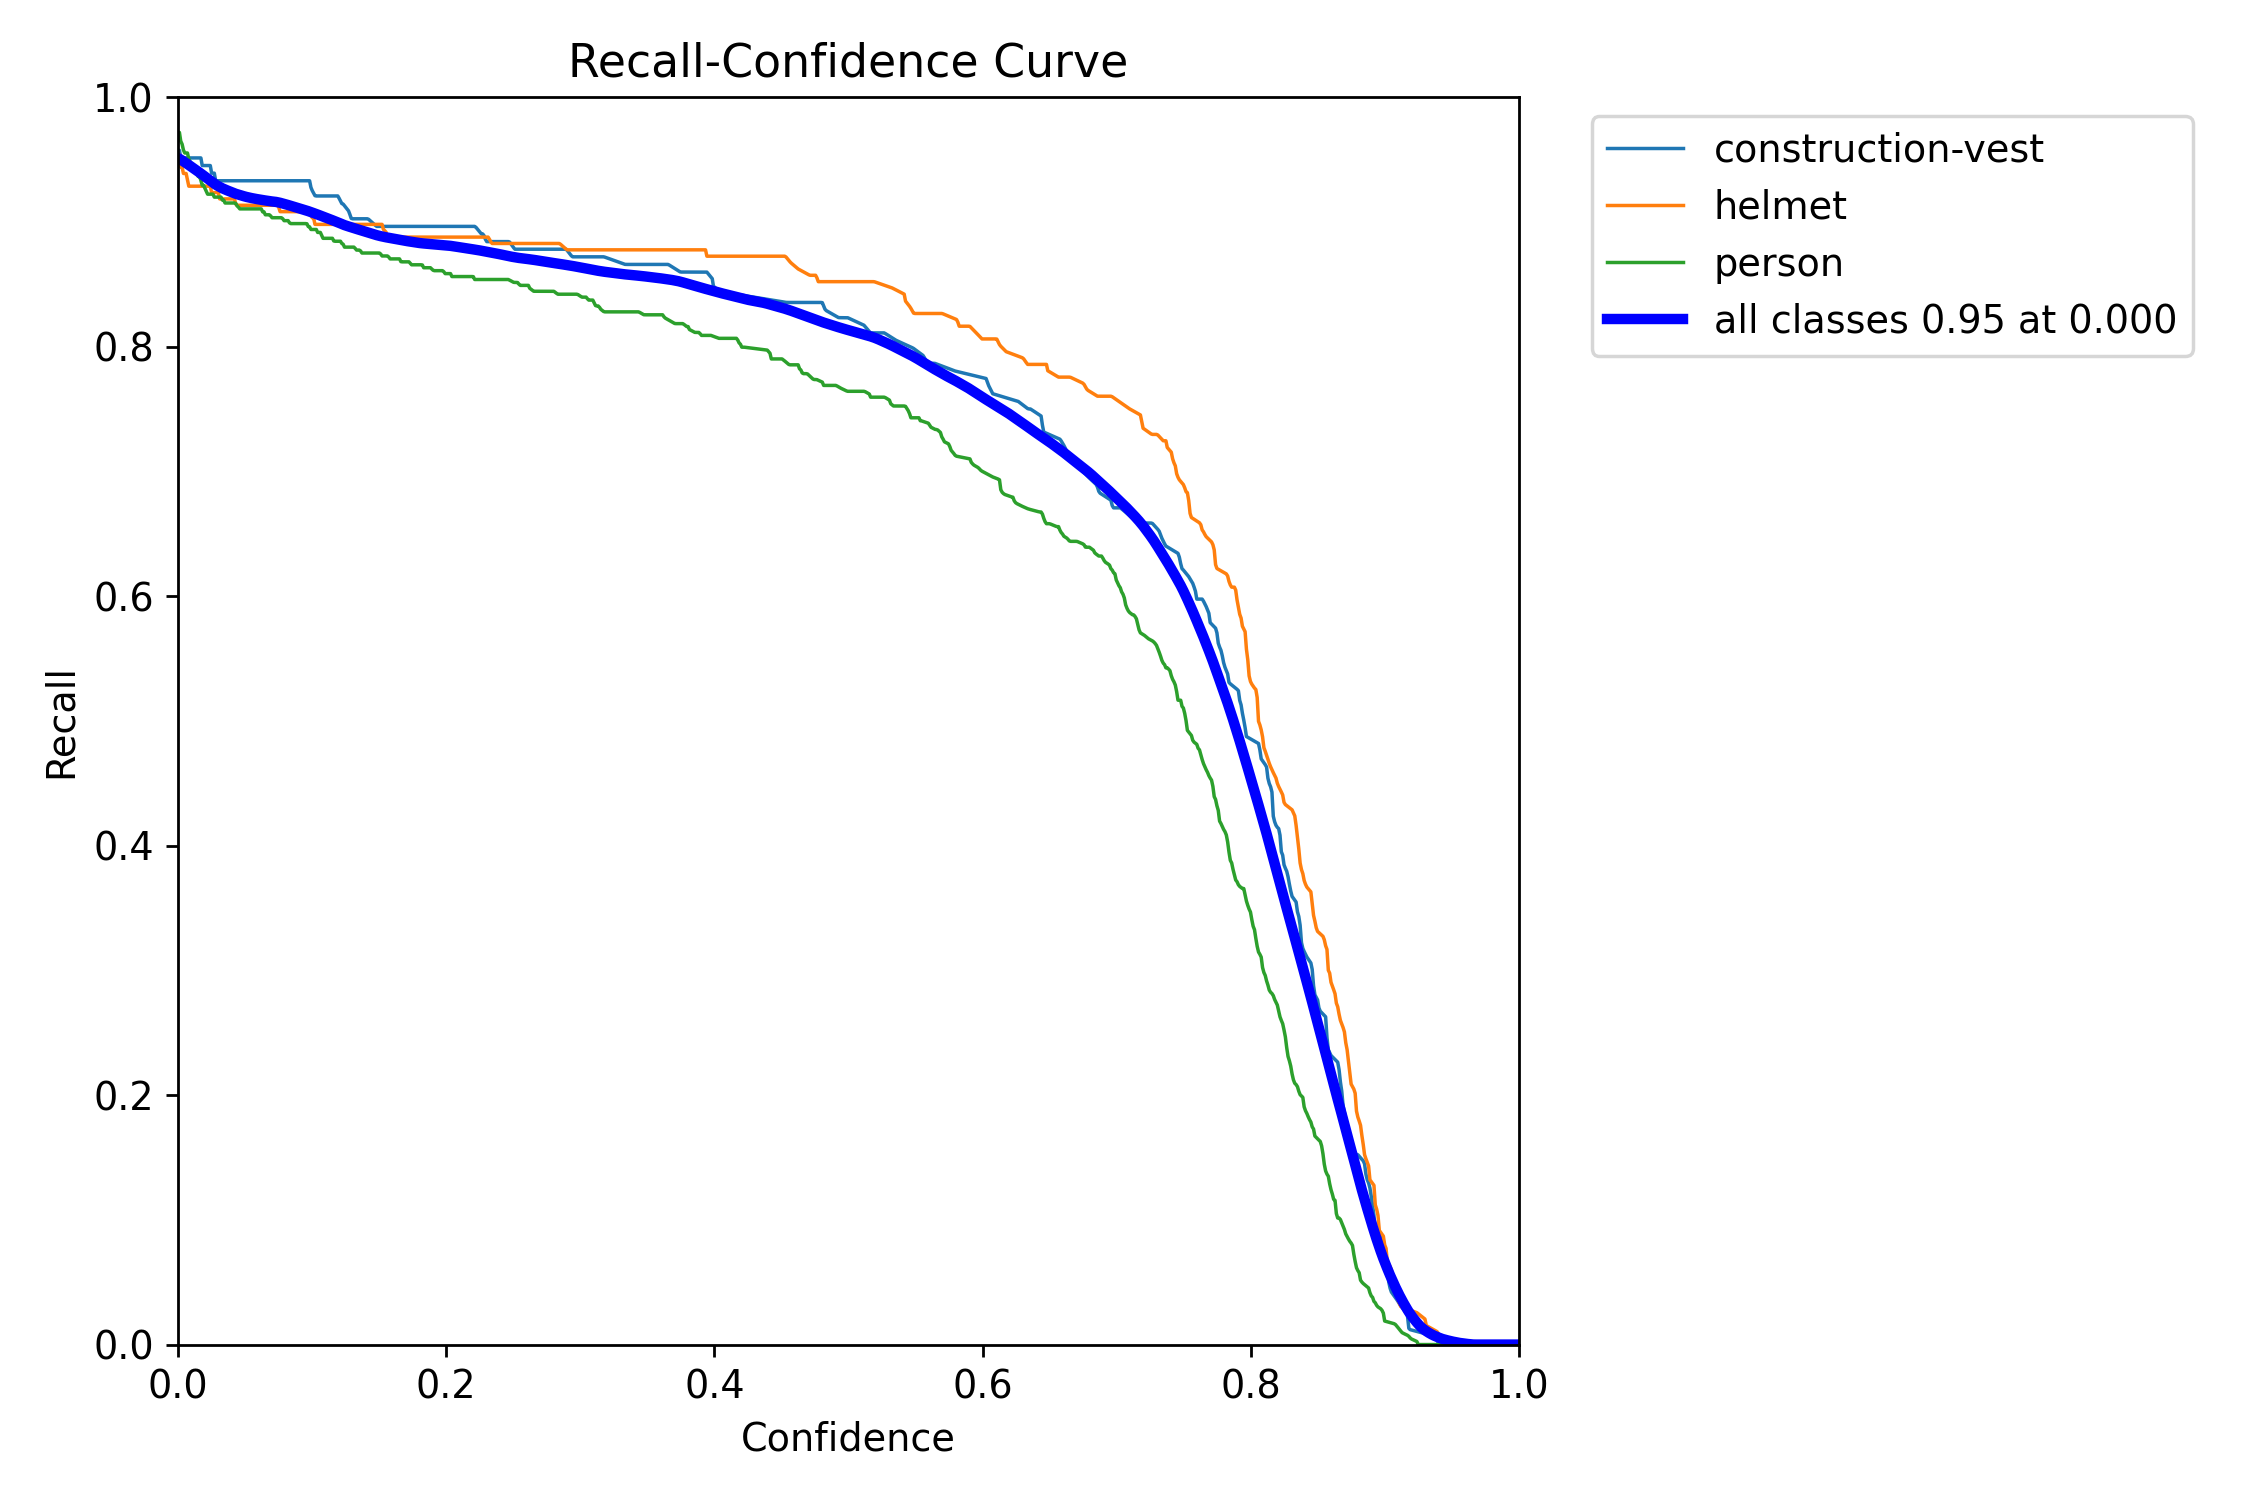 Recall-Confidence Curve
1.0
0.8
0.6
0.4
0.2
0.0
Recall
0.0 0.2 0.4 0.6 0.8 1.0
Confidence
construction-vest
helmet
person
all classes 0.95 at 0.000